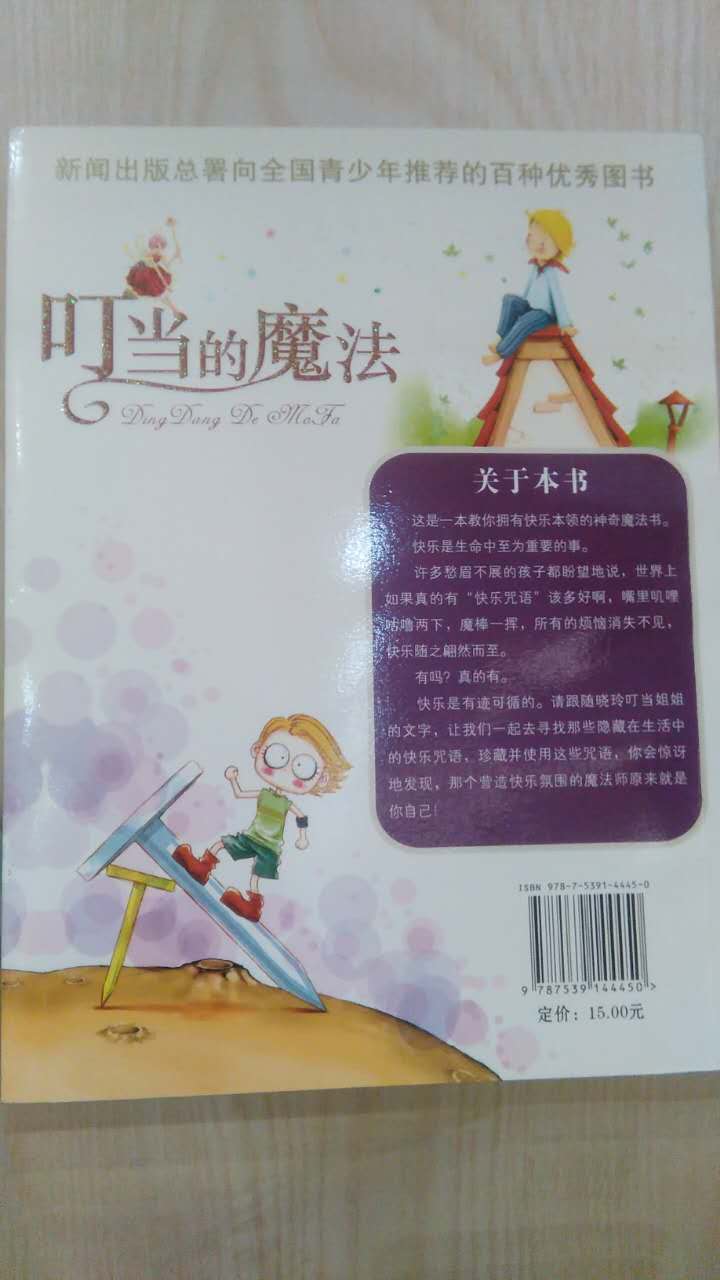 新闻出版总署向全国青少年推荐的百种优秀图书
叮当的魔法
DingDang De MoFa
关于本书
这是一本教你拥有快乐本领的神奇魔法书。
快乐是生命中至为重要的事。
许多愁眉不展的孩子都盼望地说，世界上
如果真的有“快乐咒语”该多好啊，嘴里叽哩
咕噜两下，魔棒一挥，所有的烦恼消失不见，
快乐随之翩然而至。
有吗？真的有。
快乐是有迹可循的。请跟随晓玲叮当姐姐
的文字，让我们一起去寻找那些隐藏在生活中
的快乐咒语，珍藏并使用这些咒语，你会惊讶
地发现，那个营造快乐氛围的魔法师原来就是
你自己！
ISBN 978-7-5391-4445-0
9 787539 144450 >
定价：15.00元